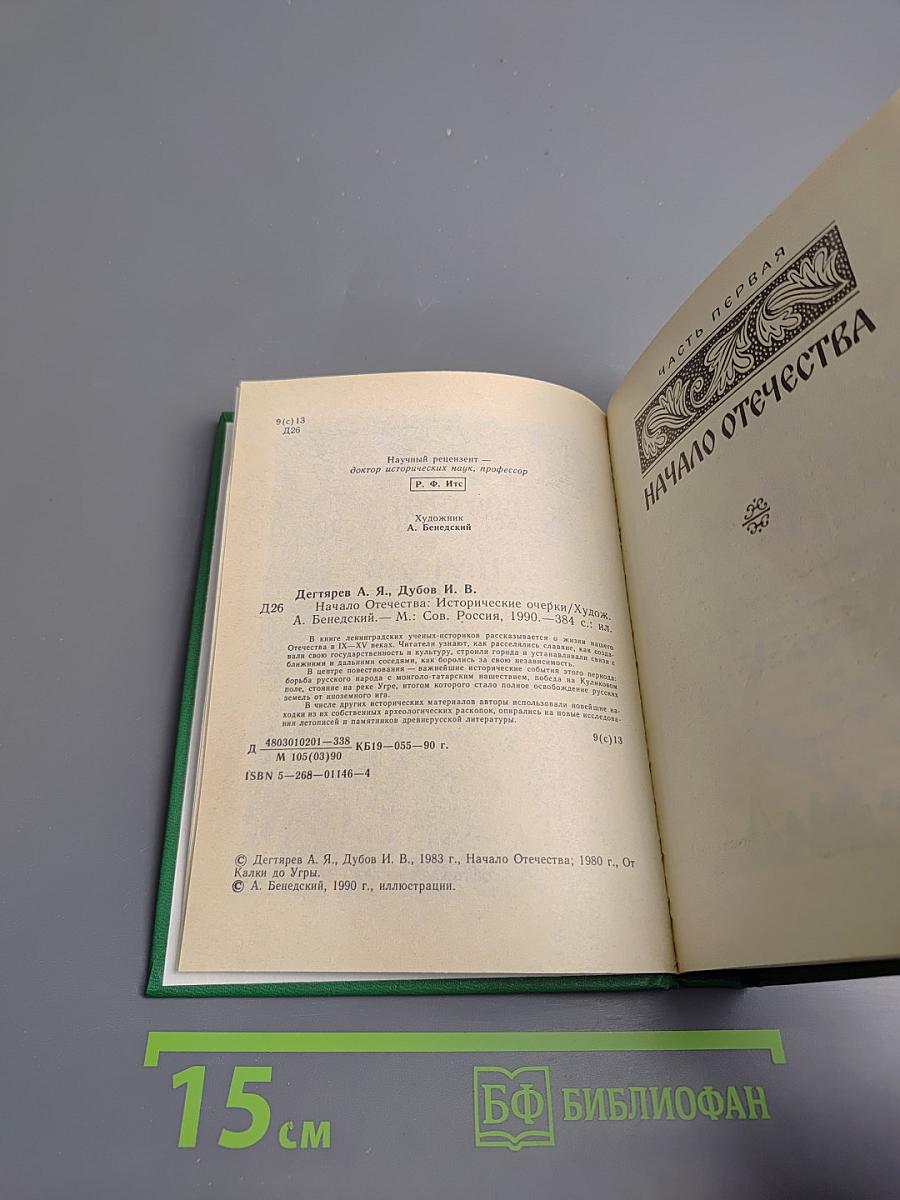 9(с)13
Д26
Научный рецензент —
доктор исторических наук, профессор
Р. Ф. Итс
Художник
А. Бенедский
Дегтярев А. Я., Дубов И. В.
Д26 Начало Отечества: Исторические очерки/Худож.
А. Бенедский.— М.: Сов. Россия, 1990.—384 с.: ил.
В книге ленинградских ученых-историков рассказывается о жизни нашего
Отечества в IX—XV веках. Читатели узнают, как расселялись славяне, как созда-
вали свою государственность и культуру, строили города и устанавливали связи с
ближними и дальними соседями, как боролись за свою независимость.
В центре повествования — важнейшие исторические события этого периода:
борьба русского народа с монголо-татарским нашествием, победа на Куликовом
поле, стояние на реке Угре, итогом которого стало полное освобождение русских
земель от иноземного ига.
В числе других исторических материалов авторы использовали новейшие на-
ходки из их собственных археологических раскопок, опирались на новые исследова-
ния летописей и памятников древнерусской литературы.
Д 4803010201—338 КБ19—055—90 г. 9(с)13
М 105(03)90
ISBN 5—268—01146—4
© Дегтярев А. Я., Дубов И. В., 1983 г., Начало Отечества; 1980 г., От
Калки до Угры.
© А. Бенедский, 1990 г., иллюстрации.
ЧАСТЬ ПЕРВАЯ
НАЧАЛО ОТЕЧЕСТВА
15 см
БФ БИБЛИОФАН